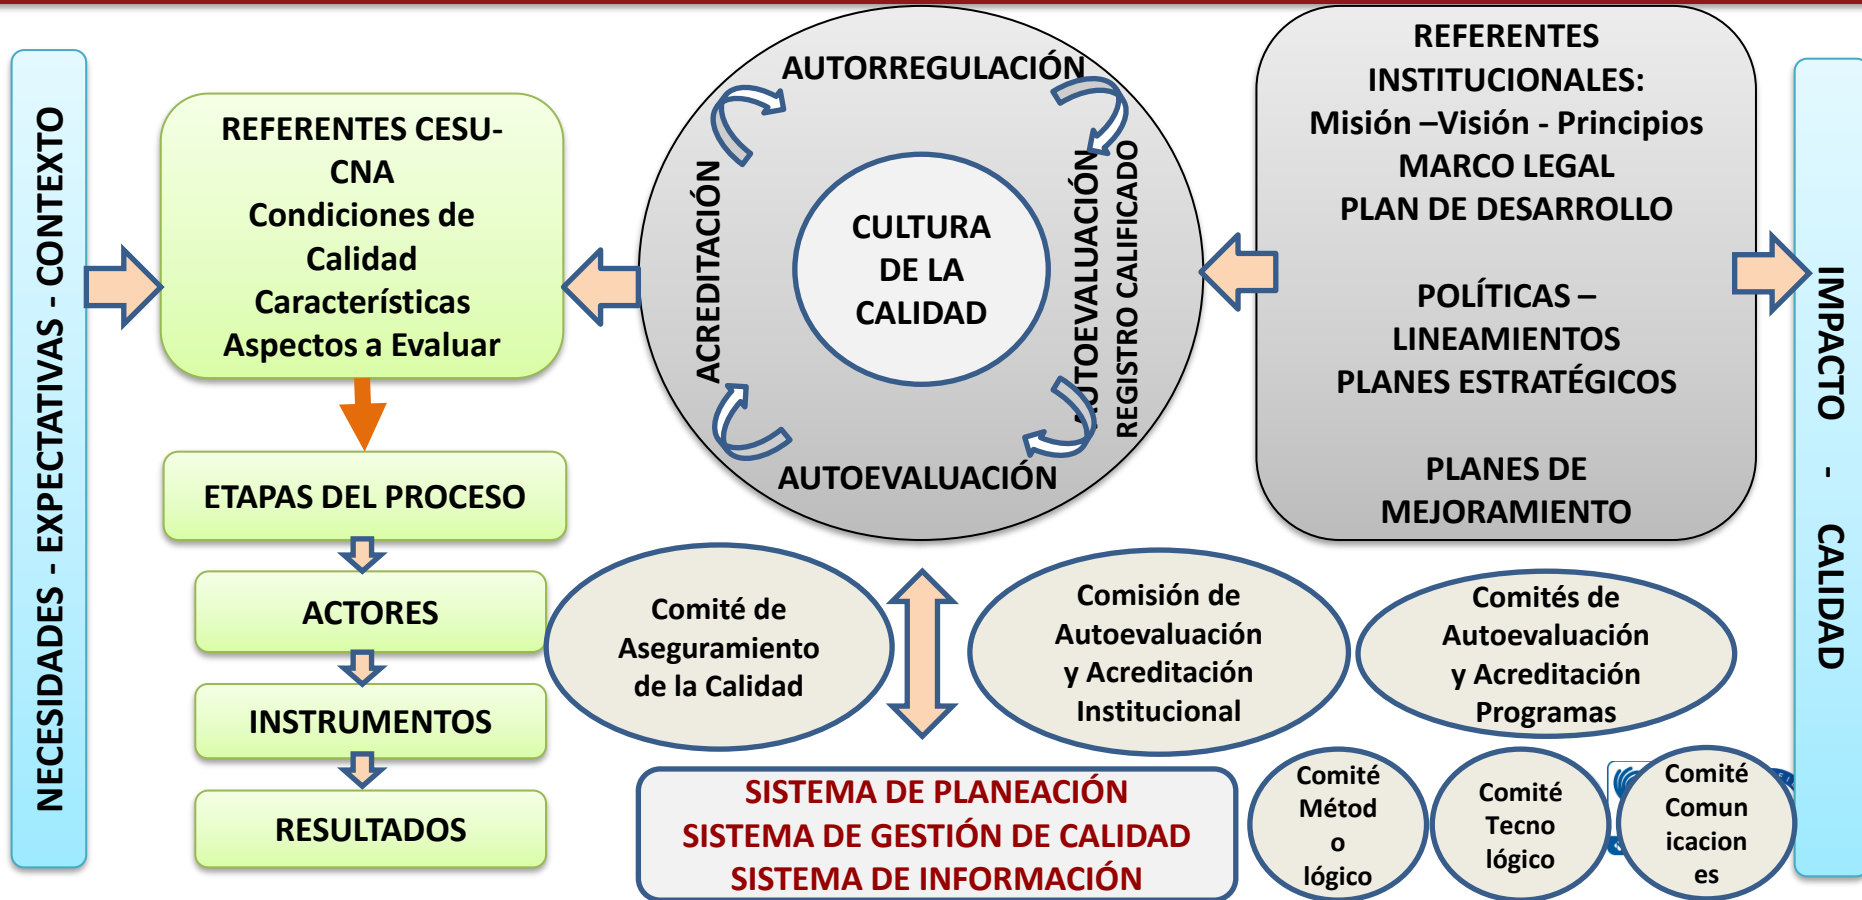 NECESIDADES - EXPECTATIVAS - CONTEXTO
REFERENTES CESU-
CNA
Condiciones de
Calidad
Características
Aspectos a Evaluar
ETAPAS DEL PROCESO
ACTORES
INSTRUMENTOS
RESULTADOS
AUTORREGULACIÓN
ACREDITACIÓN
CULTURA
DE LA
CALIDAD
AUTOEVALUACIÓN
REGISTRO CALIFICADO
AUTOEVALUACIÓN
REFERENTES
INSTITUCIONALES:
Misión –Visión - Principios
MARCO LEGAL
PLAN DE DESARROLLO
POLÍTICAS –
LINEAMIENTOS
PLANES ESTRATÉGICOS
PLANES DE
MEJORAMIENTO
IMPACTO - CALIDAD
Comité de
Aseguramiento
de la Calidad
Comisión de
Autoevaluación
y Acreditación
Institucional
Comités de
Autoevaluación
y Acreditación
Programas
SISTEMA DE PLANEACIÓN
SISTEMA DE GESTIÓN DE CALIDAD
SISTEMA DE INFORMACIÓN
Comité
Métod
o
lógico
Comité
Tecno
lógico
Comité
Comun
icacion
es